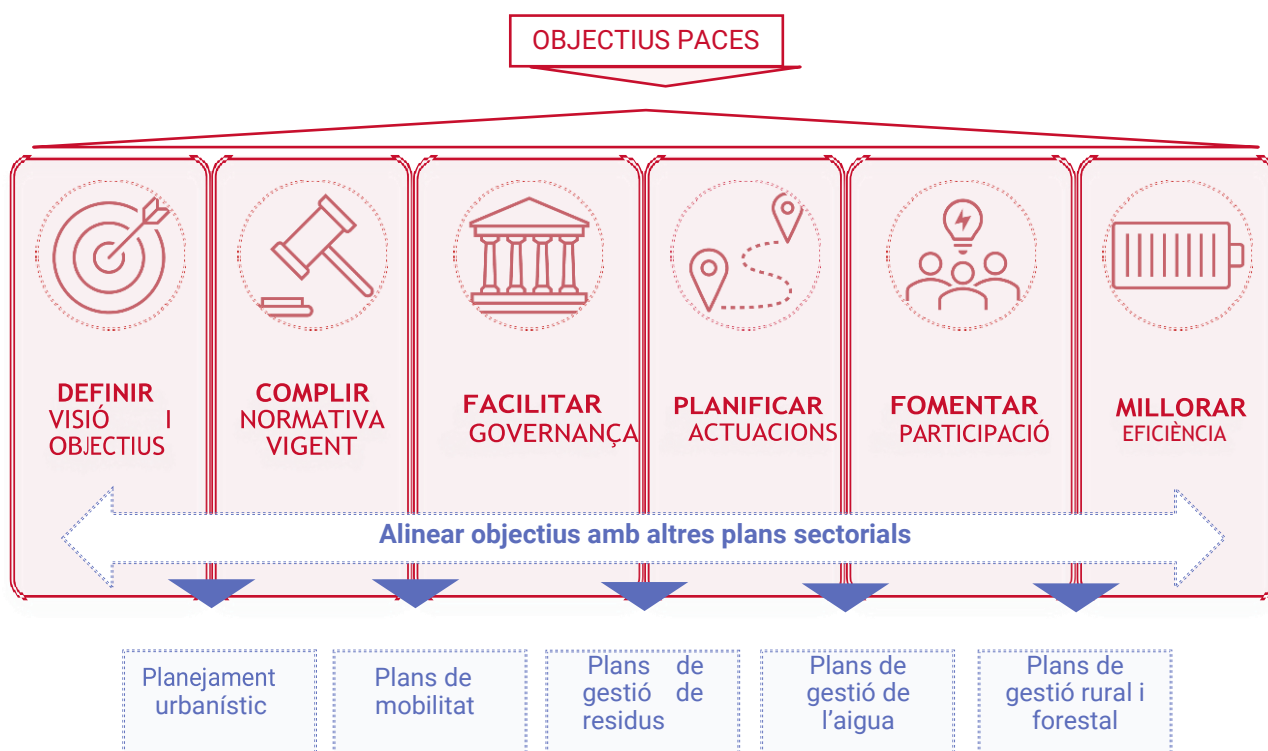 OBJECTIUS PACES
DEFINIR
VISIÓ I
OBJECTIUS
COMPLIR
NORMATIVA
VIGENT
FACILITAR
GOVERNANÇA
PLANIFICAR
ACTUACIONS
FOMENTAR
PARTICIPACIÓ
MILLORAR
EFICIÈNCIA
Alinear objectius amb altres plans sectorials
Planejament
urbanístic
Plans de
mobilitat
Plans de
gestió de
residus
Plans de
gestió de
l'aigua
Plans de
gestió rural i
forestal